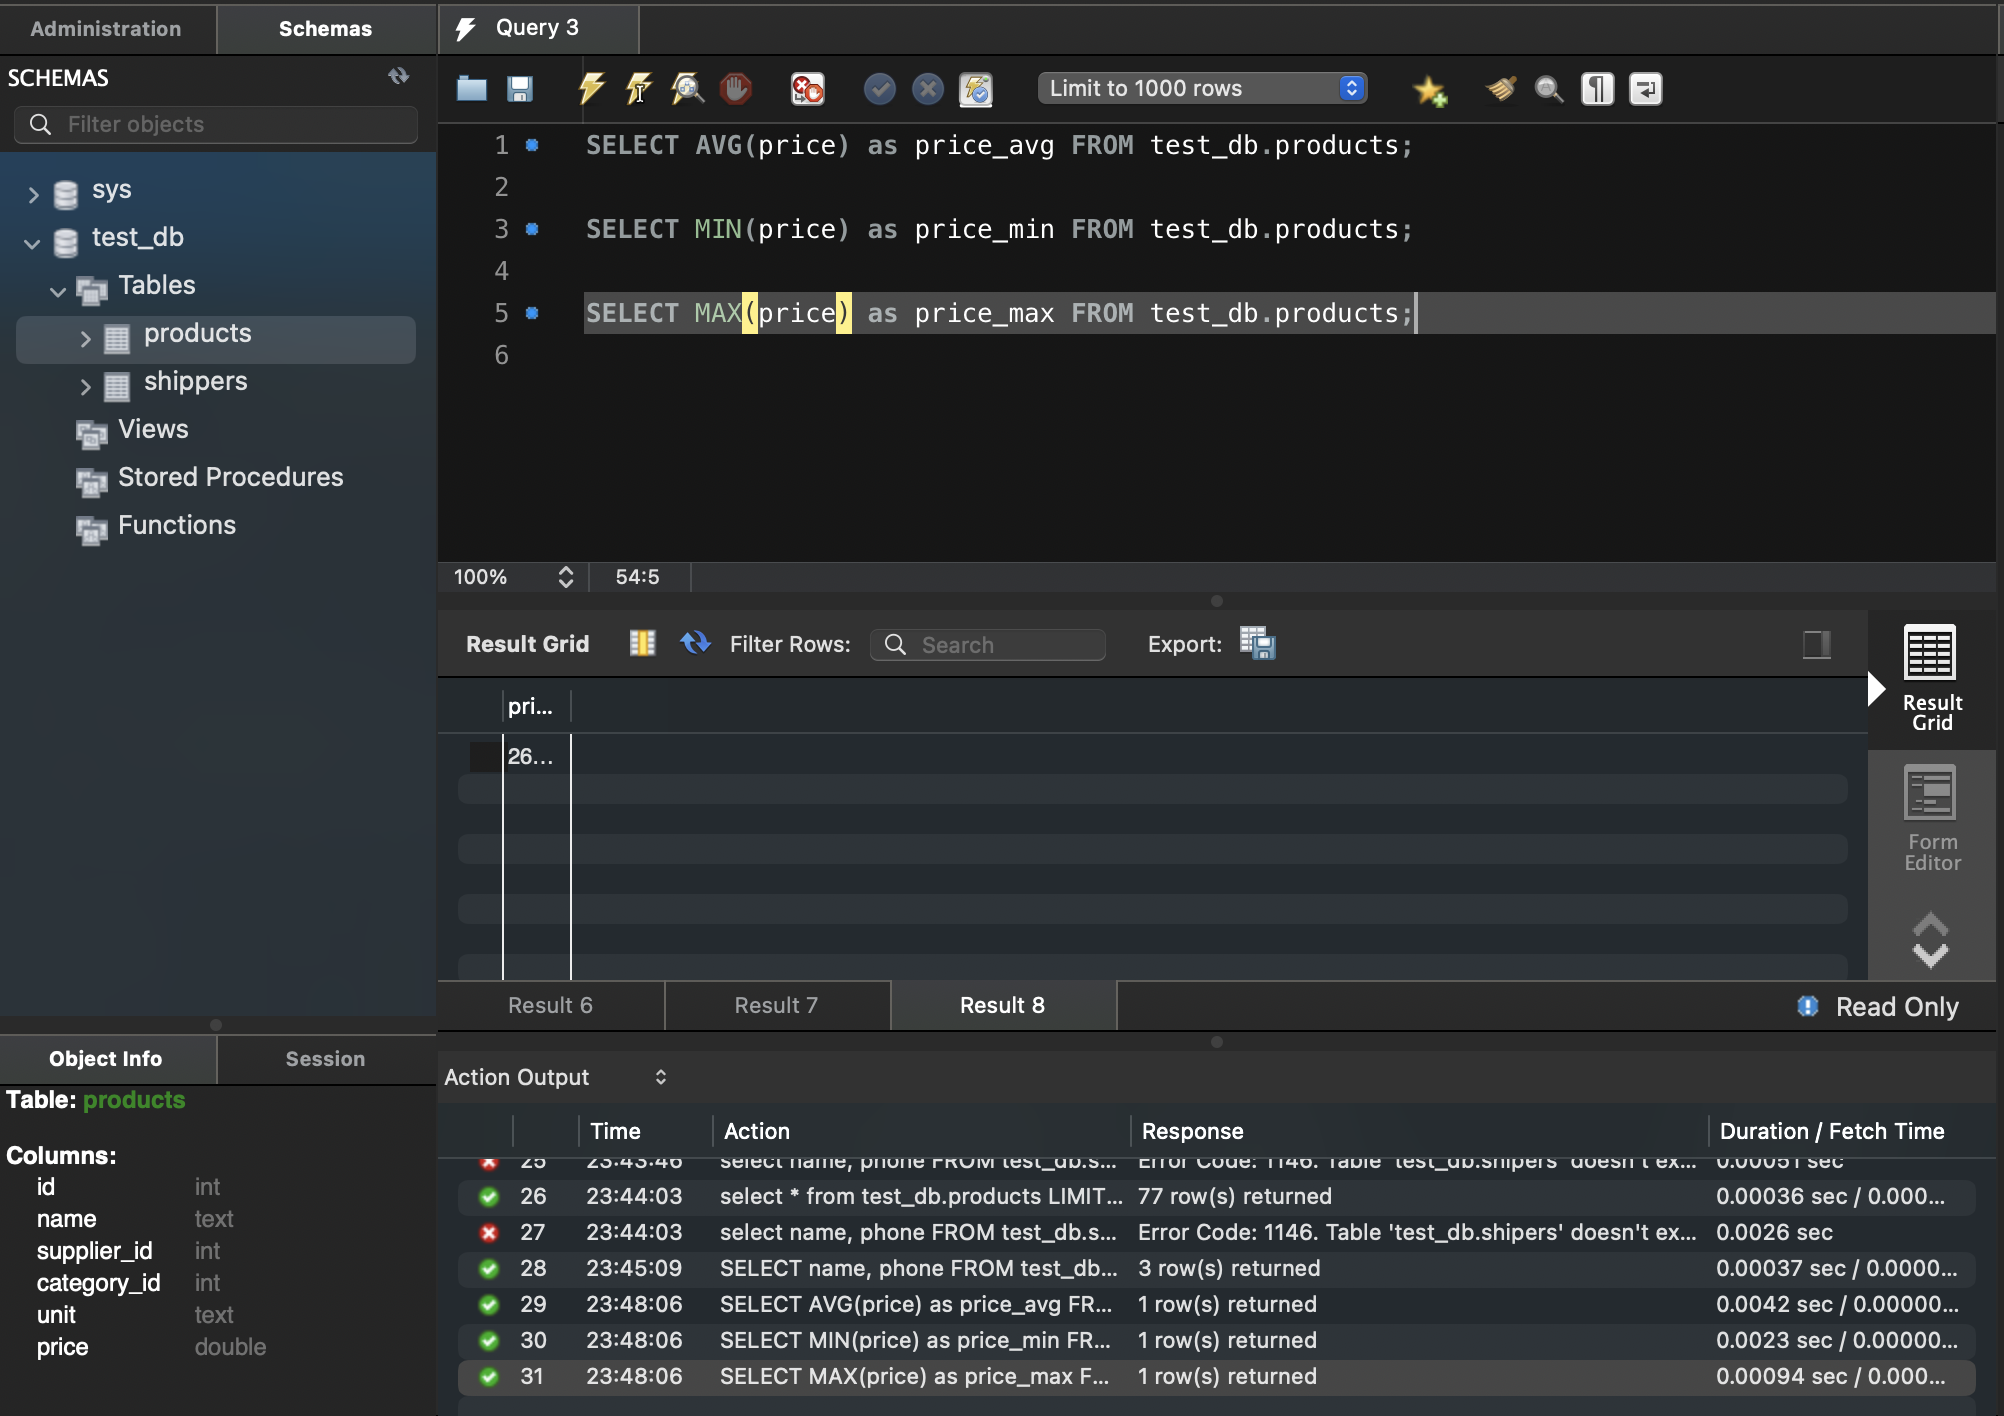 Administration
Schemas
SCHEMAS
Filter objects
sys
test_db
Tables
products
shippers
Views
Stored Procedures
Functions
Object Info
Session
Table: products
Columns:
id int
name text
supplier_id int
category_id int
unit text
price double
Query 3
Limit to 1000 rows
1 SELECT AVG(price) as price_avg FROM test_db.products;
2
3 SELECT MIN(price) as price_min FROM test_db.products;
4
5 SELECT MAX(price) as price_max FROM test_db.products;
6
100%
54:5
Result Grid
Filter Rows:
Search
Export:
pri...
26...
Result
Grid
Form
Editor
Result 6
Result 7
Result 8
Read Only
Action Output
Time Action Response Duration / Fetch Time
25 23:43:46 select name, phone FROM test_db.s... Error Code: 1146. Table 'test_db.shipers' doesn't ex... 0.00051 sec
26 23:44:03 select * from test_db.products LIMIT... 77 row(s) returned 0.00036 sec / 0.000...
27 23:44:03 select name, phone FROM test_db.s... Error Code: 1146. Table 'test_db.shipers' doesn't ex... 0.0026 sec
28 23:45:09 SELECT name, phone FROM test_db... 3 row(s) returned 0.00037 sec / 0.0000...
29 23:48:06 SELECT AVG(price) as price_avg FR... 1 row(s) returned 0.0042 sec / 0.00000...
30 23:48:06 SELECT MIN(price) as price_min FR... 1 row(s) returned 0.0023 sec / 0.00000...
31 23:48:06 SELECT MAX(price) as price_max F... 1 row(s) returned 0.00094 sec / 0.000...